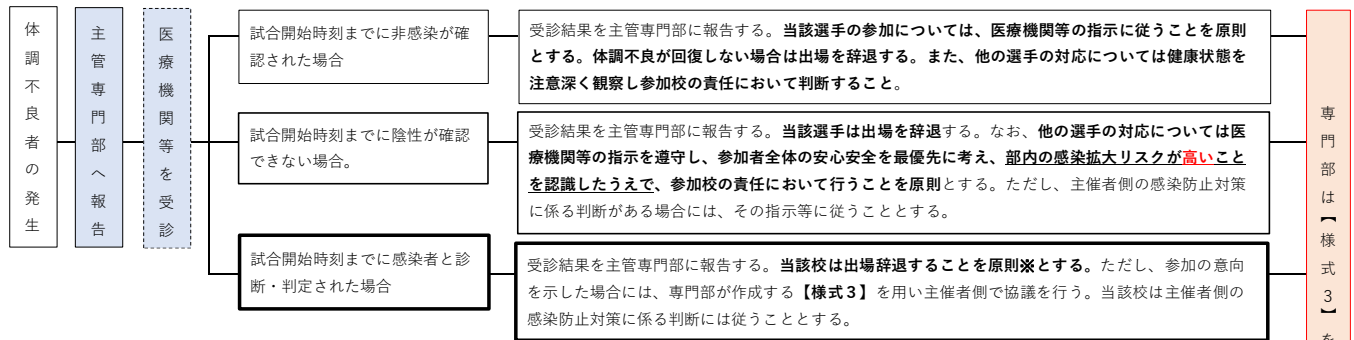 体調不良者の発生
主管専門部へ報告
医療機関等を受診
試合開始時刻までに非感染が確
認された場合
受診結果を主管専門部に報告する。当該選手の参加については、医療機関等の指示に従うことを原則
とする。体調不良が回復しない場合は出場を辞退する。また、他の選手の対応については健康状態を
注意深く観察し参加校の責任において判断すること。
試合開始時刻までに陰性が確認
できない場合。
受診結果を主管専門部に報告する。当該選手は出場を辞退する。なお、他の選手の対応については医
療機関等の指示を遵守し、参加者全体の安心安全を最優先に考え、部内の感染拡大リスクが高いこと
を認識したうえで、参加校の責任において行うことを原則とする。ただし、主催者側の感染防止対策
に係る判断がある場合には、その指示等に従うこととする。
試合開始時刻までに感染者と診
断・判定された場合
受診結果を主管専門部に報告する。当該校は出場辞退することを原則※とする。ただし、参加の意向
を示した場合には、専門部が作成する【様式３】を用い主催者側で協議を行う。当該校は主催者側の
感染防止対策に係る判断には従うこととする。
専門部は【様式３】を